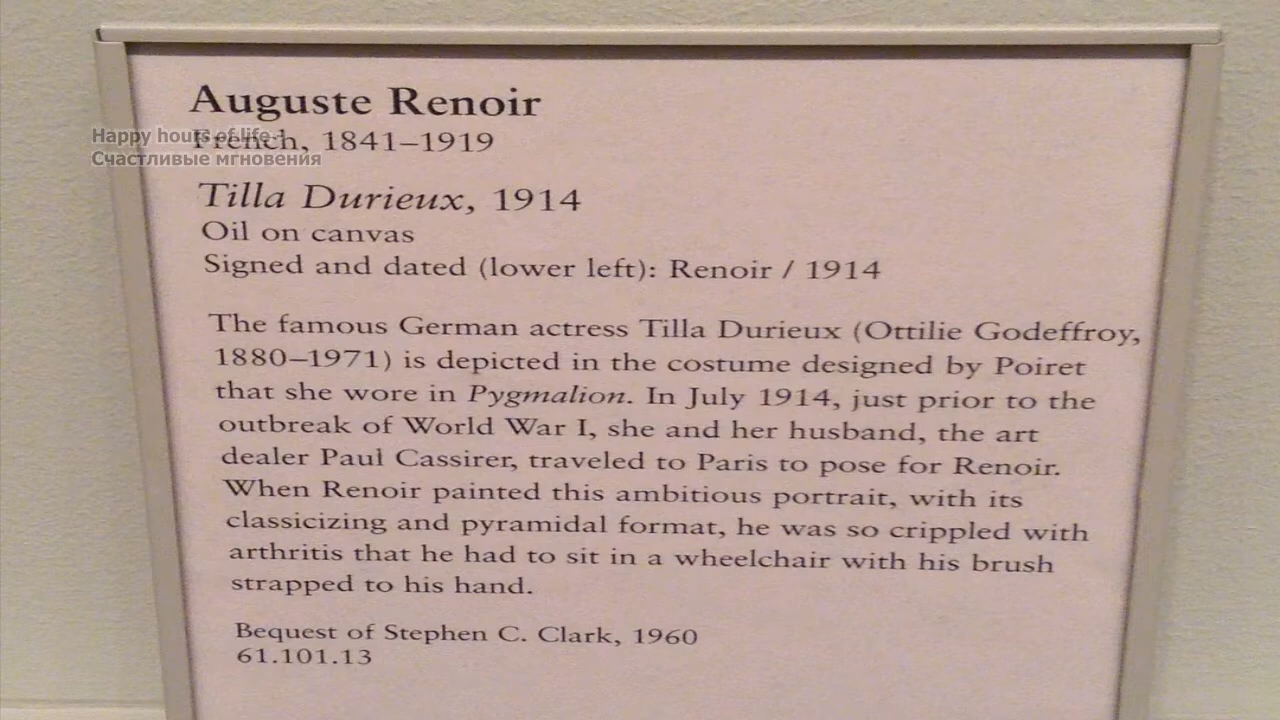 Auguste Renoir
Happy hours of life -
French, 1841–1919
Счастливые мгновения
Tilla Durieux, 1914
Oil on canvas
Signed and dated (lower left): Renoir / 1914
The famous German actress Tilla Durieux (Ottilie Godeffroy,
1880–1971) is depicted in the costume designed by Poiret
that she wore in Pygmalion. In July 1914, just prior to the
outbreak of World War I, she and her husband, the art
dealer Paul Cassirer, traveled to Paris to pose for Renoir.
When Renoir painted this ambitious portrait, with its
classicizing and pyramidal format, he was so crippled with
arthritis that he had to sit in a wheelchair with his brush
strapped to his hand.
Bequest of Stephen C. Clark, 1960
61.101.13